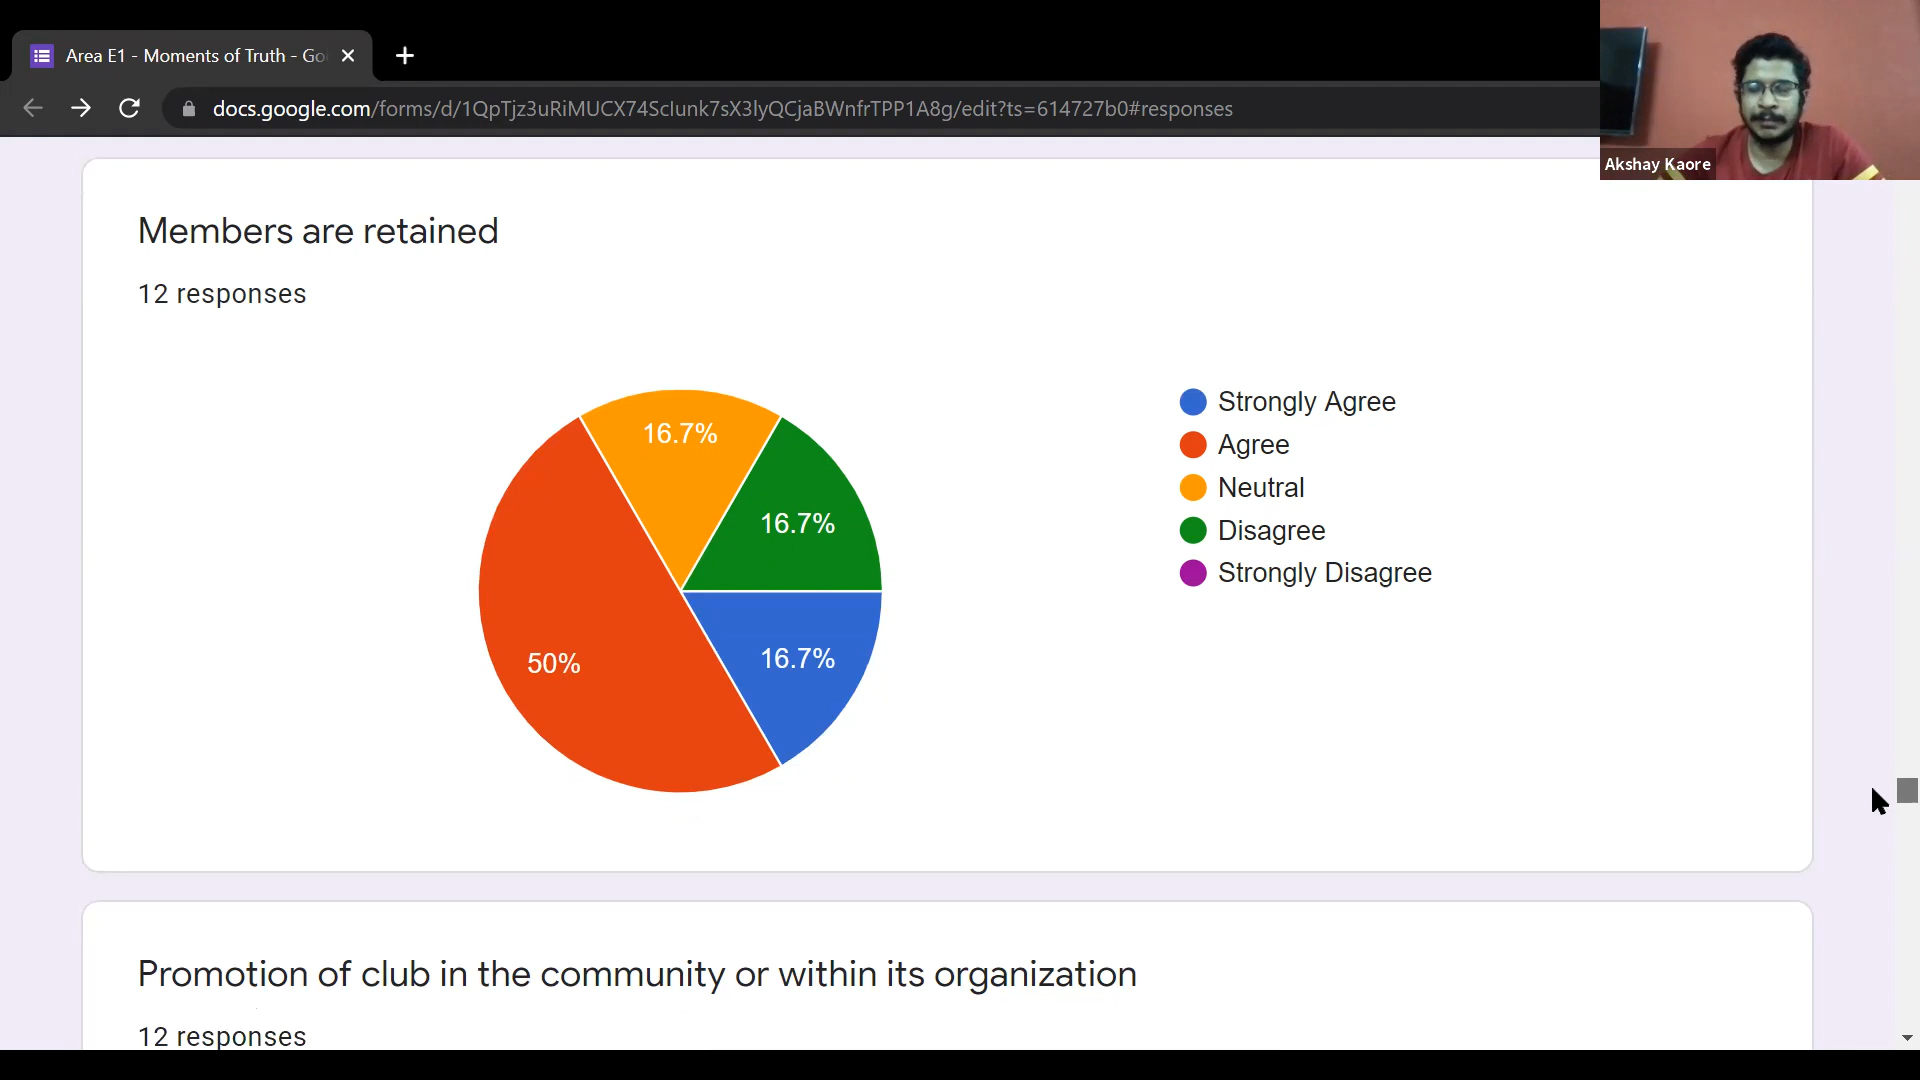 Area E1 - Moments of Truth - Go
docs.google.com/forms/d/1QpTjz3uRiMUCX74ScIunk7sX3lyQCjaBWnfrTPP1A8g/edit?ts=614727b0#responses
Akshay Kaore
Members are retained
12 responses
16.7%
16.7%
50%
16.7%
Strongly Agree
Agree
Neutral
Disagree
Strongly Disagree
Promotion of club in the community or within its organization
12 responses